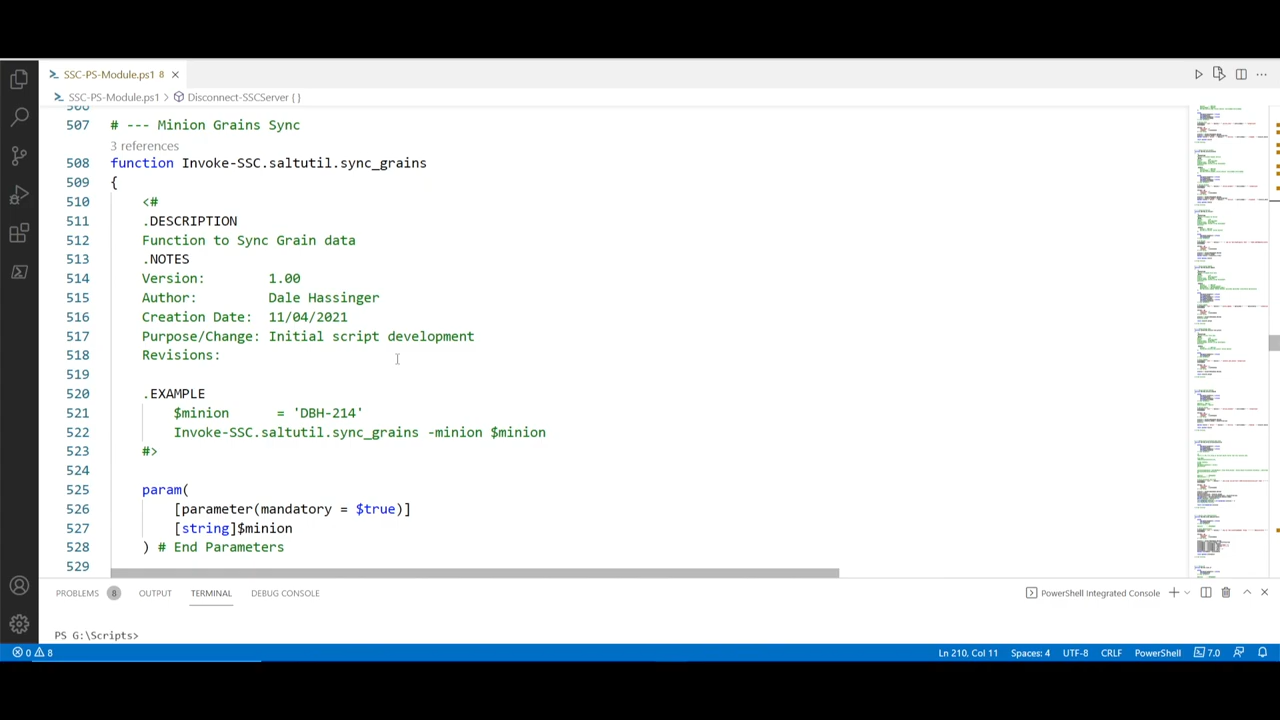 SSC-PS-Module.ps1 8
SSC-PS-Module.ps1 > Disconnect-SSCServer { }
506
507 # --- Minion Grains Sync
3 references
508 function Invoke-SSC.saltutil.sync_grains
509 {
510 <#
511 .DESCRIPTION
512 Function to Sync Grain data
513 .NOTES
514 Version: 1.00
515 Author: Dale Hassinger
516 Creation Date: 11/04/2021
517 Purpose/Change: Initial Script development
518 Revisions:
519
520 .EXAMPLE
521 $minion = 'DBH-214'
522 Invoke-SSC.saltutil.sync_grains -minion $minion
523 #>
524
525 param(
526 [parameter(mandatory = $true)]
527 [string]$minion
528 ) # End Parameters
529
PROBLEMS 8 OUTPUT TERMINAL DEBUG CONSOLE PowerShell Integrated Console
PS G:\Scripts>
0 8 Ln 210, Col 11 Spaces: 4 UTF-8 CRLF PowerShell 7.0